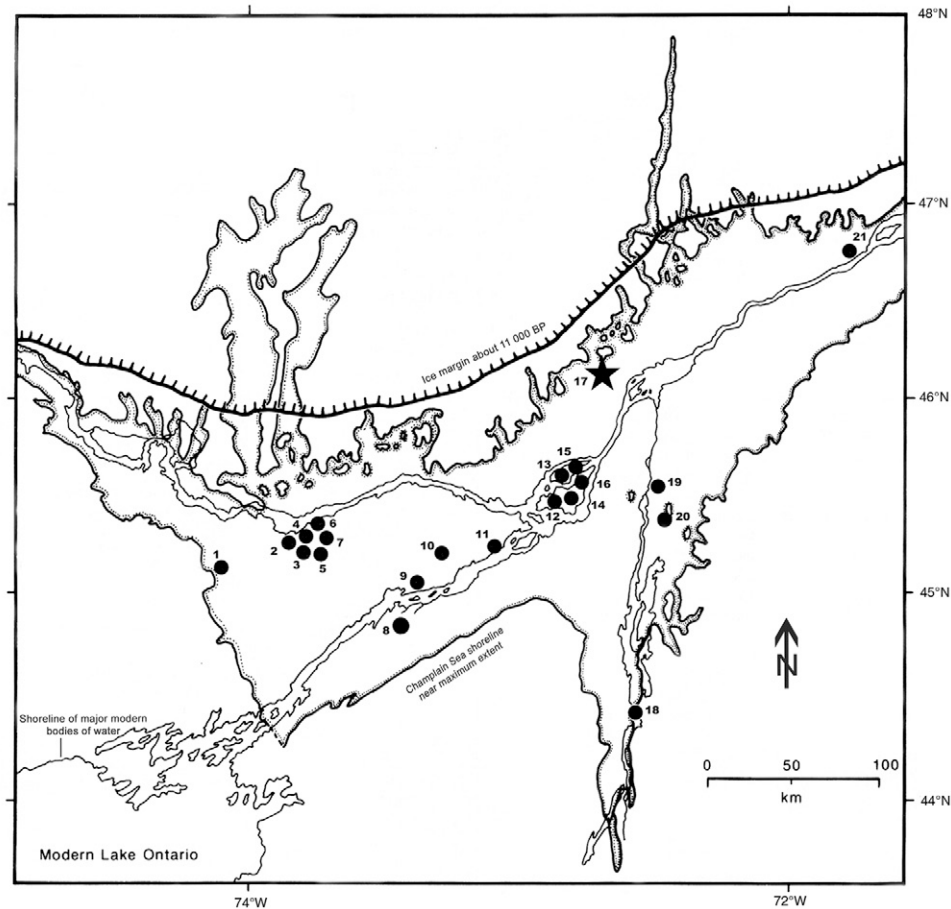 48°N
47°N
21
Ice margin about 11 000 BP
17
46°N
15
13
16
19
12
14
20
4
6
2
7
3
5
11
10
1
9
45°N
8
Champlain Sea shoreline
near maximum extent
N
18
Shoreline of major modern
bodies of water
0 50 100
km
44°N
Modern Lake Ontario
74°W
72°W